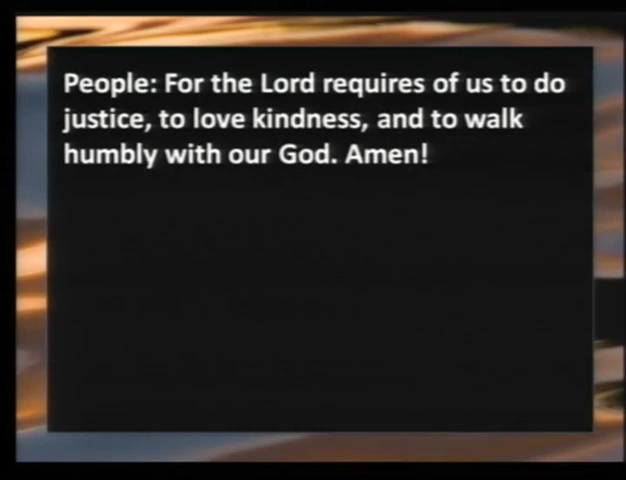 People: For the Lord requires of us to do
justice, to love kindness, and to walk
humbly with our God. Amen!